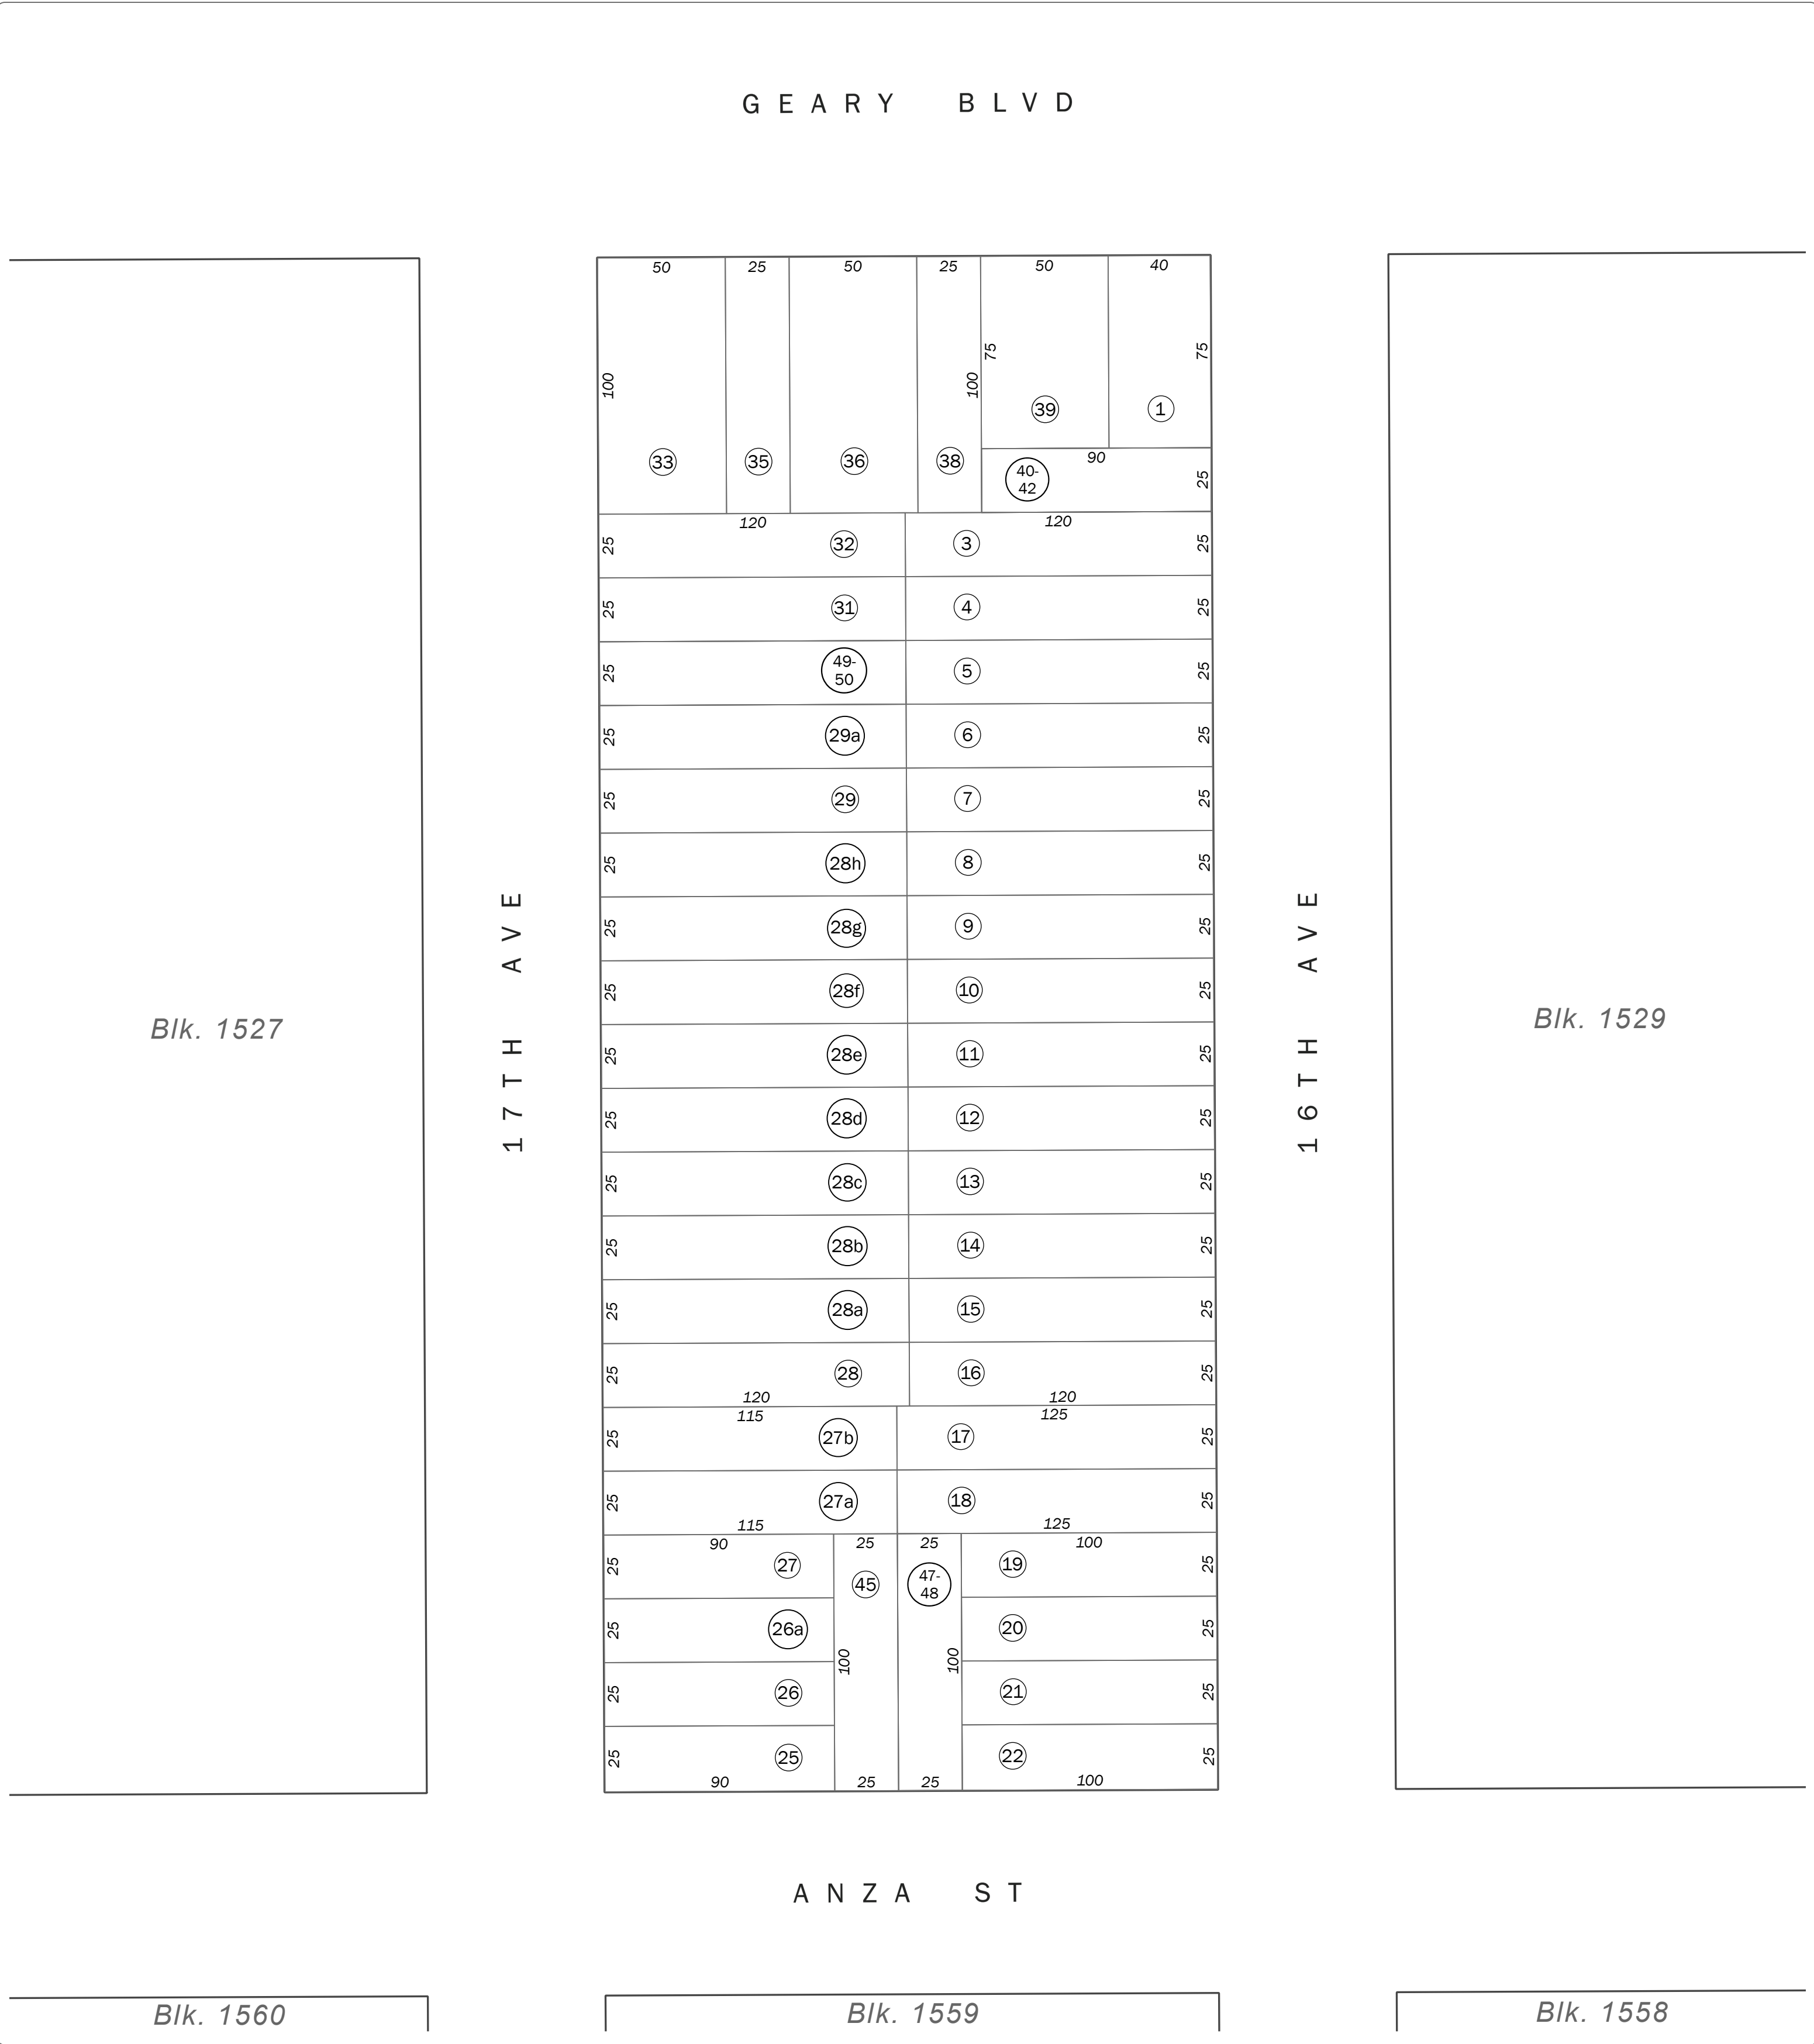 GEARY BLVD
50 25 50 25 50 40
100 100 75 75
33 35 36 38 39 1
90
40-
42
25
120 120
25 32 3 25
25 31 4 25
25 49-
50 5 25
25 29a 6 25
25 29 7 25
25 28h 8 25
25 28g 9 25
25 28f 10 25
25 28e 11 25
25 28d 12 25
25 28c 13 25
25 28b 14 25
25 28a 15 25
25 28 16 25
120 120
115 125
25 27b 17 25
25 27a 18 25
115 125
90 25 25 100
25 27 45 47-
48 19 25
25 26a 20 25
100 100
25 26 21 25
25 25 22 25
90 25 25 100
17TH AVE
16TH AVE
Blk. 1527
Blk. 1529
ANZA ST
Blk. 1560
Blk. 1559
Blk. 1558